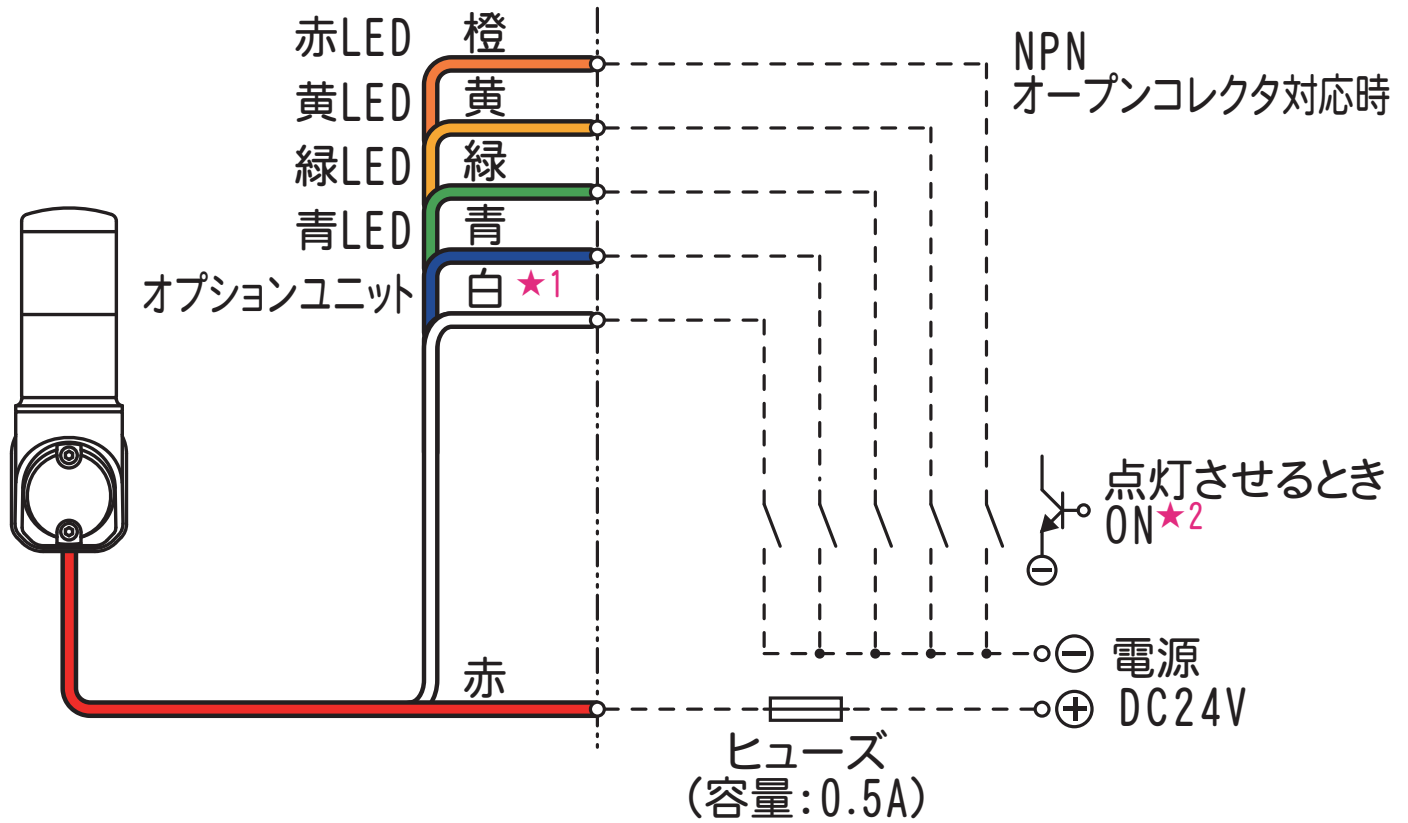 赤LED 橙
NPN
オープンコレクタ対応時
黄LED 黄
緑LED 緑
青LED 青
オプションユニット 白 ★1
点灯させるとき
ON★2
赤
電源
DC24V
ヒューズ
(容量:0.5A)